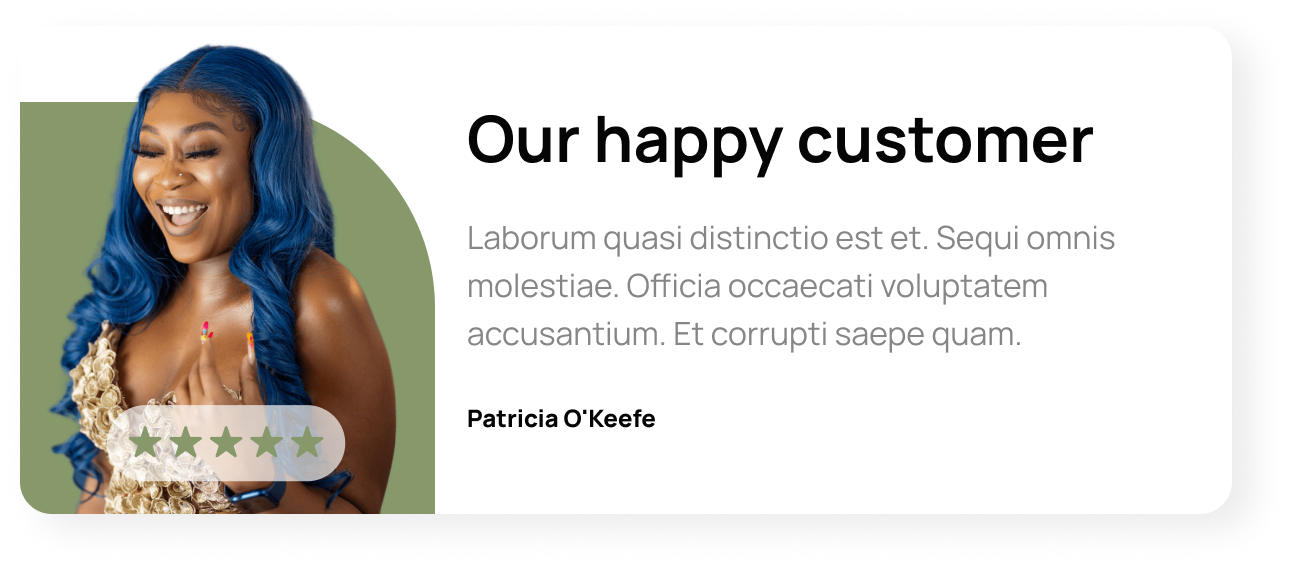 Our happy customer
Laborum quasi distinctio est et. Sequi omnis
molestiae. Officia occaecati voluptatem
accusantium. Et corrupti saepe quam.
Patricia O'Keefe